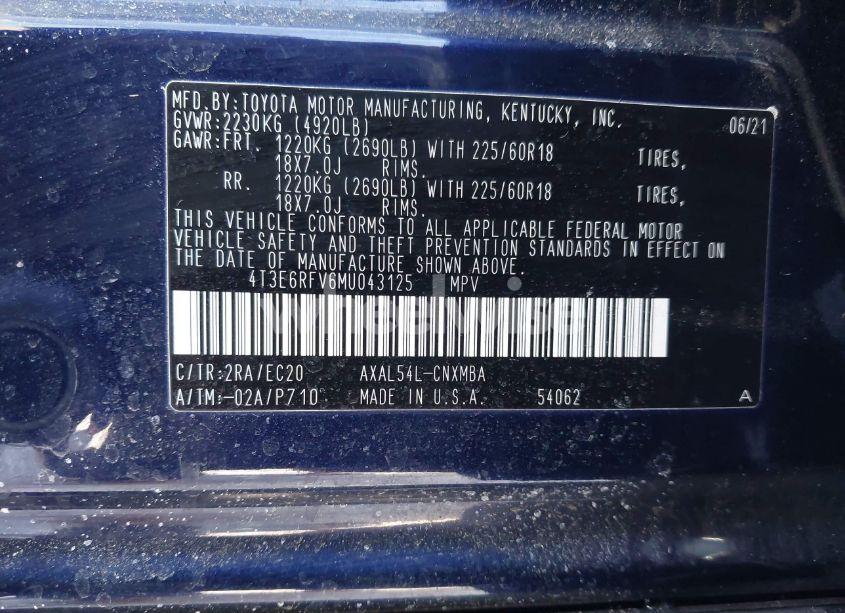 MFD.BY:TOYOTA MOTOR MANUFACTURING, KENTUCKY, INC. 06/21
GVWR:2230KG (4920LB)
GAWR:FRT. 1220KG (2690LB) WITH 225/60R18 TIRES,
18X7.0J RIMS.
RR. 1220KG (2690LB) WITH 225/60R18 TIRES,
18X7.0J RIMS.
THIS VEHICLE CONFORMS TO ALL APPLICABLE FEDERAL MOTOR
VEHICLE SAFETY AND THEFT PREVENTION STANDARDS IN EFFECT ON
THE DATE OF MANUFACTURE SHOWN ABOVE.
4T3E6RFV6MU043125 MPV
wheelwise
C/TR:2RA/EC20 AXAL54L-CNXMBA
A/TM:-02A/P710 MADE IN U.S.A. 54062 A